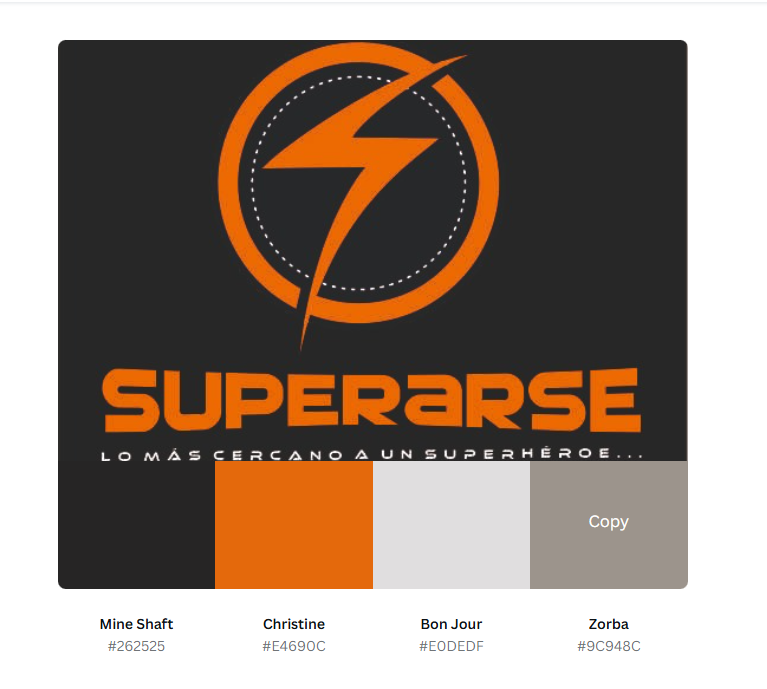 SUPERARSE
LO MÁS CERCANO A UN SUPERHÉROE...
Copy
Mine Shaft
#262525
Christine
#E4690C
Bon Jour
#E0DEDF
Zorba
#9C948C